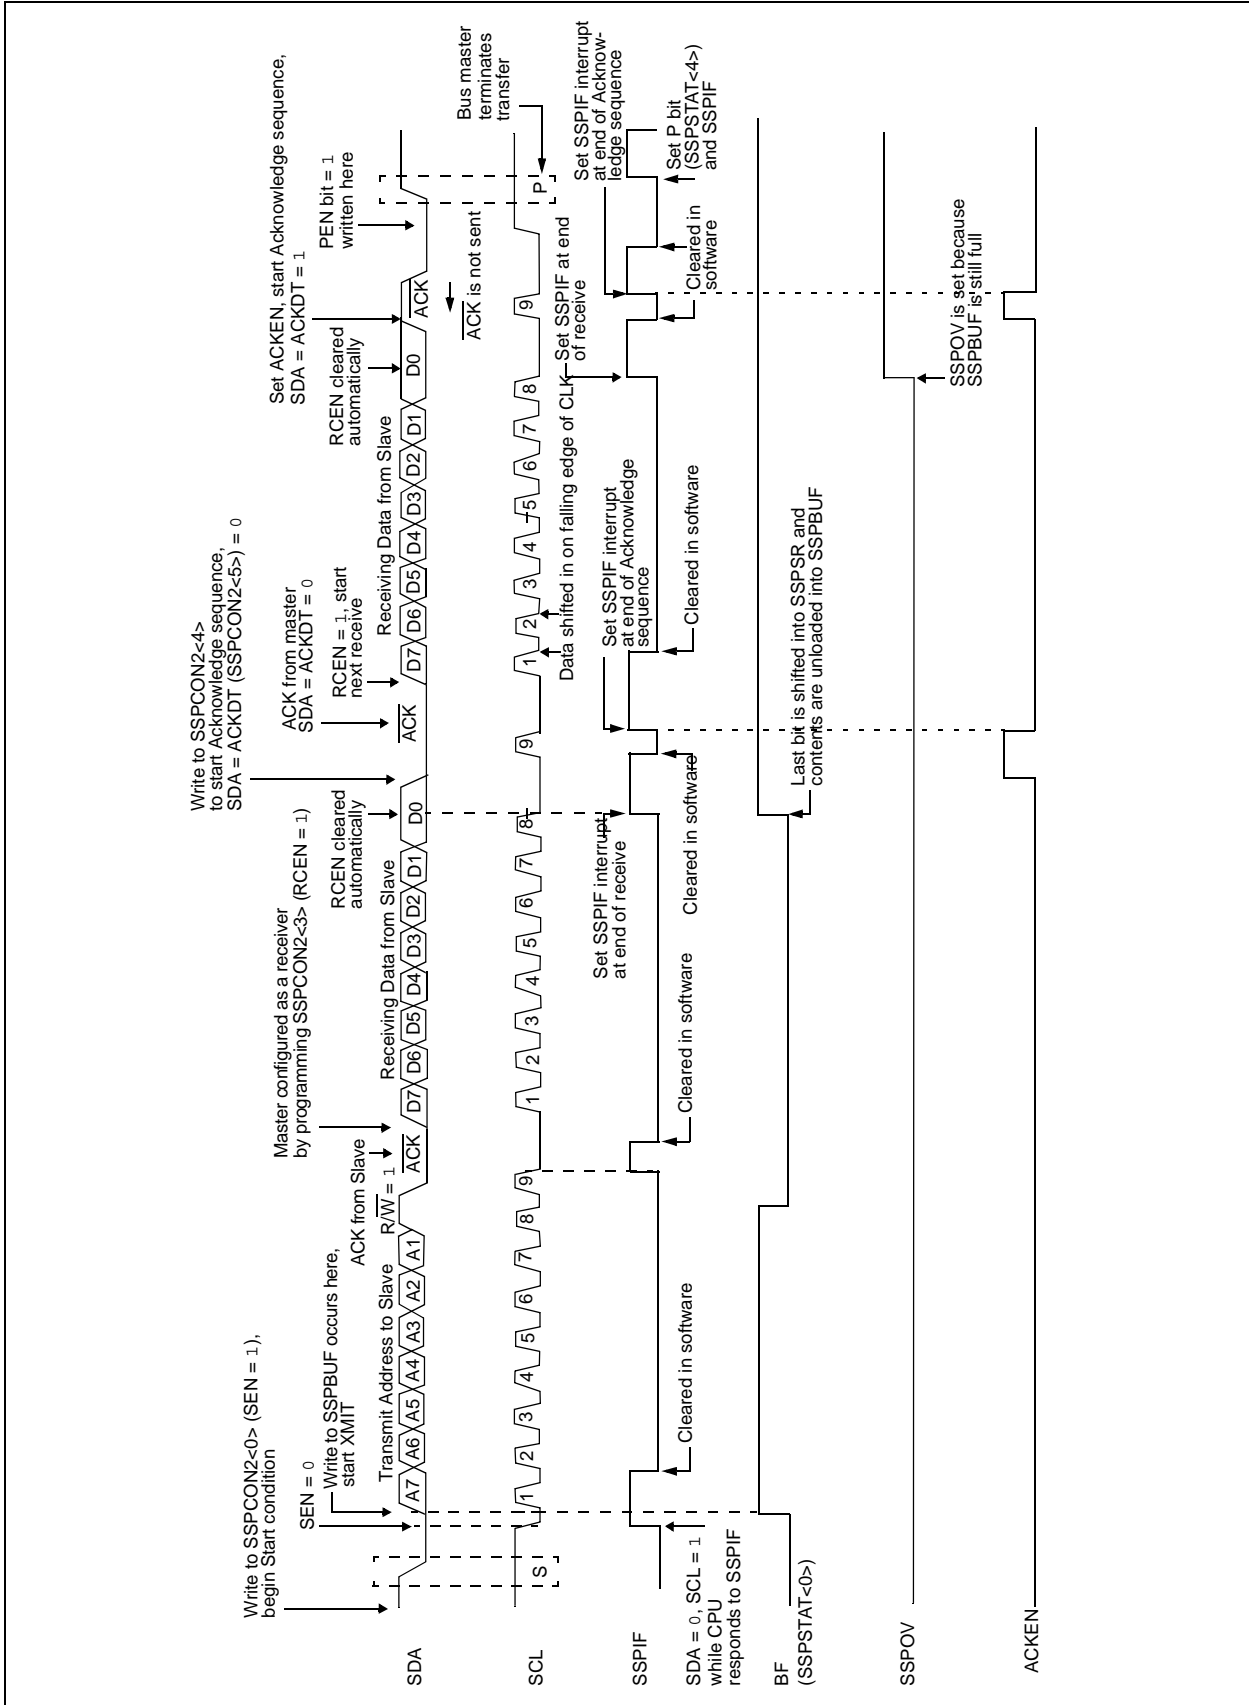 Write to SSPCON2<0> (SEN = 1),
begin Start condition
SEN = 0
Write to SSPBUF occurs here,
start XMIT
Transmit Address to Slave
ACK from Slave
R/W = 1
Master configured as a receiver
by programming SSPCON2<3> (RCEN = 1)
Receiving Data from Slave
RCEN cleared
automatically
Write to SSPCON2<4>
to start Acknowledge sequence,
SDA = ACKDT (SSPCON2<5>) = 0
ACK from master
SDA = ACKDT = 0
RCEN = 1, start
next receive
Receiving Data from Slave
RCEN cleared
automatically
Set ACKEN, start Acknowledge sequence,
SDA = ACKDT = 1
PEN bit = 1
written here
SDA
A7 A6 A5 A4 A3 A2 A1
ACK
D7 D6 D5 D4 D3 D2 D1 D0
ACK
D7 D6 D5 D4 D3 D2 D1 D0
ACK
ACK is not sent
Bus master
terminates
transfer
SCL
S
1 2 3 4 5 6 7 8 9
1 2 3 4 5 6 7 8 9
1 2 3 4 5 6 7 8 9
P
Data shifted in on falling edge of CLK
Set SSPIF at end
of receive
Set SSPIF interrupt
at end of receive
Set SSPIF interrupt
at end of Acknowledge
sequence
Set SSPIF interrupt
at end of Acknow-
ledge sequence
SSPIF
Cleared in software
Cleared in software
Cleared in software
Cleared in software
Cleared in
software
Set P bit
(SSPSTAT<4>)
and SSPIF
SDA = 0, SCL = 1
while CPU
responds to SSPIF
BF
(SSPSTAT<0>)
Last bit is shifted into SSPSR and
contents are unloaded into SSPBUF
SSPOV
SSPOV is set because
SSPBUF is still full
ACKEN